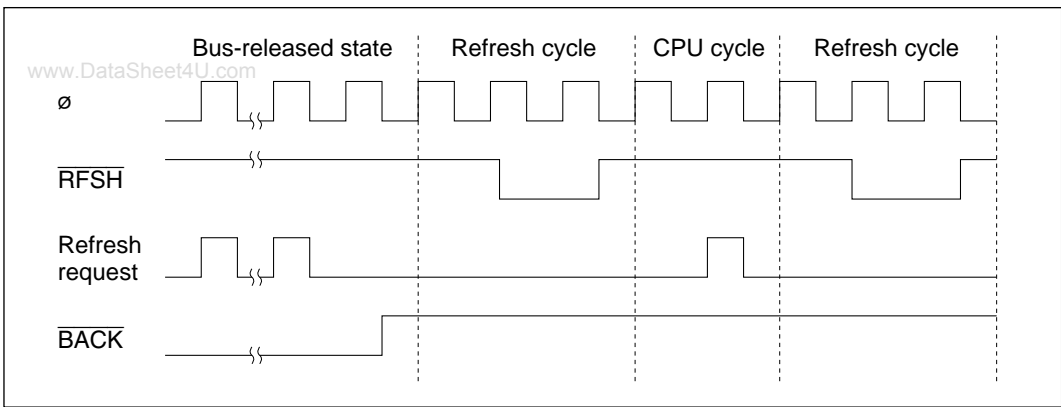 Bus-released state Refresh cycle CPU cycle Refresh cycle
www.DataSheet4U.com
ø
RFSH
Refresh
request
BACK